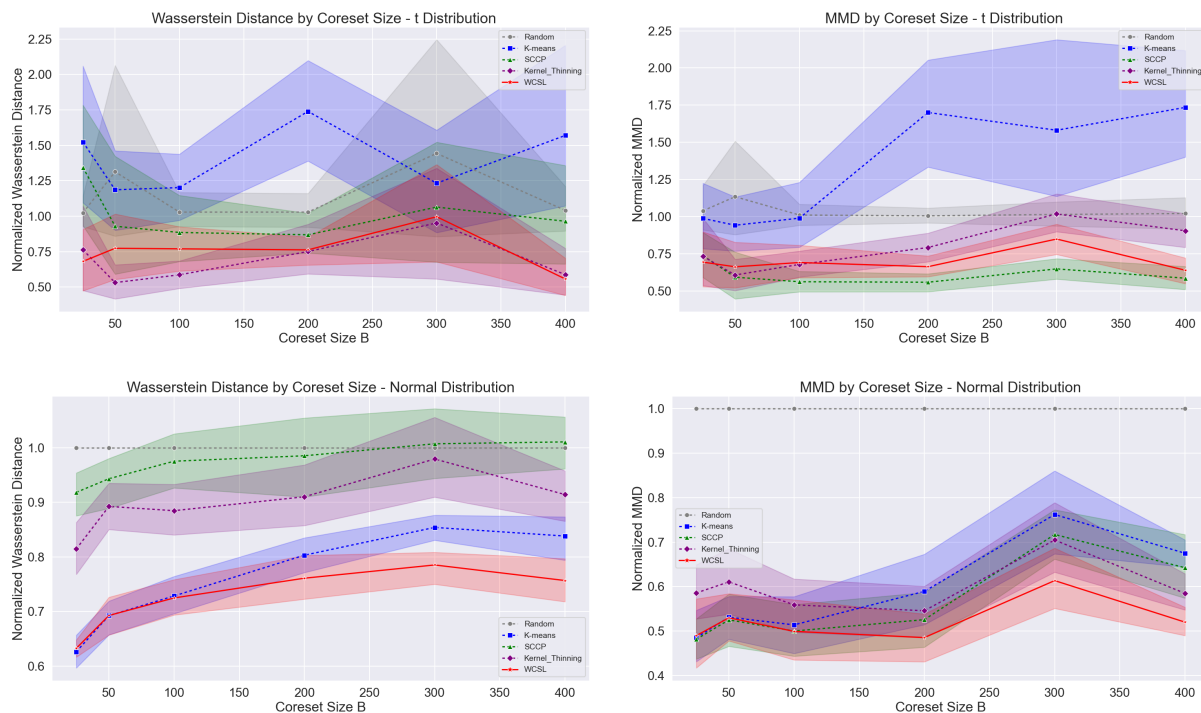 Wasserstein Distance by Coreset Size - t Distribution
Normalized Wasserstein Distance
2.25
2.00
1.75
1.50
1.25
1.00
0.75
0.50
50
100
150
200
250
300
350
400
Coreset Size B
Random
K-means
SCCP
Kernel_Thinning
WCSL
MMD by Coreset Size - t Distribution
Normalized MMD
2.25
2.00
1.75
1.50
1.25
1.00
0.75
0.50
50
100
150
200
250
300
350
400
Coreset Size B
Random
K-means
SCCP
Kernel_Thinning
WCSL
Wasserstein Distance by Coreset Size - Normal Distribution
Normalized Wasserstein Distance
1.0
0.9
0.8
0.7
0.6
50
100
150
200
250
300
350
400
Coreset Size B
Random
K-means
SCCP
Kernel_Thinning
WCSL
MMD by Coreset Size - Normal Distribution
Normalized MMD
1.0
0.9
0.8
0.7
0.6
0.5
0.4
50
100
150
200
250
300
350
400
Coreset Size B
Random
K-means
SCCP
Kernel_Thinning
WCSL